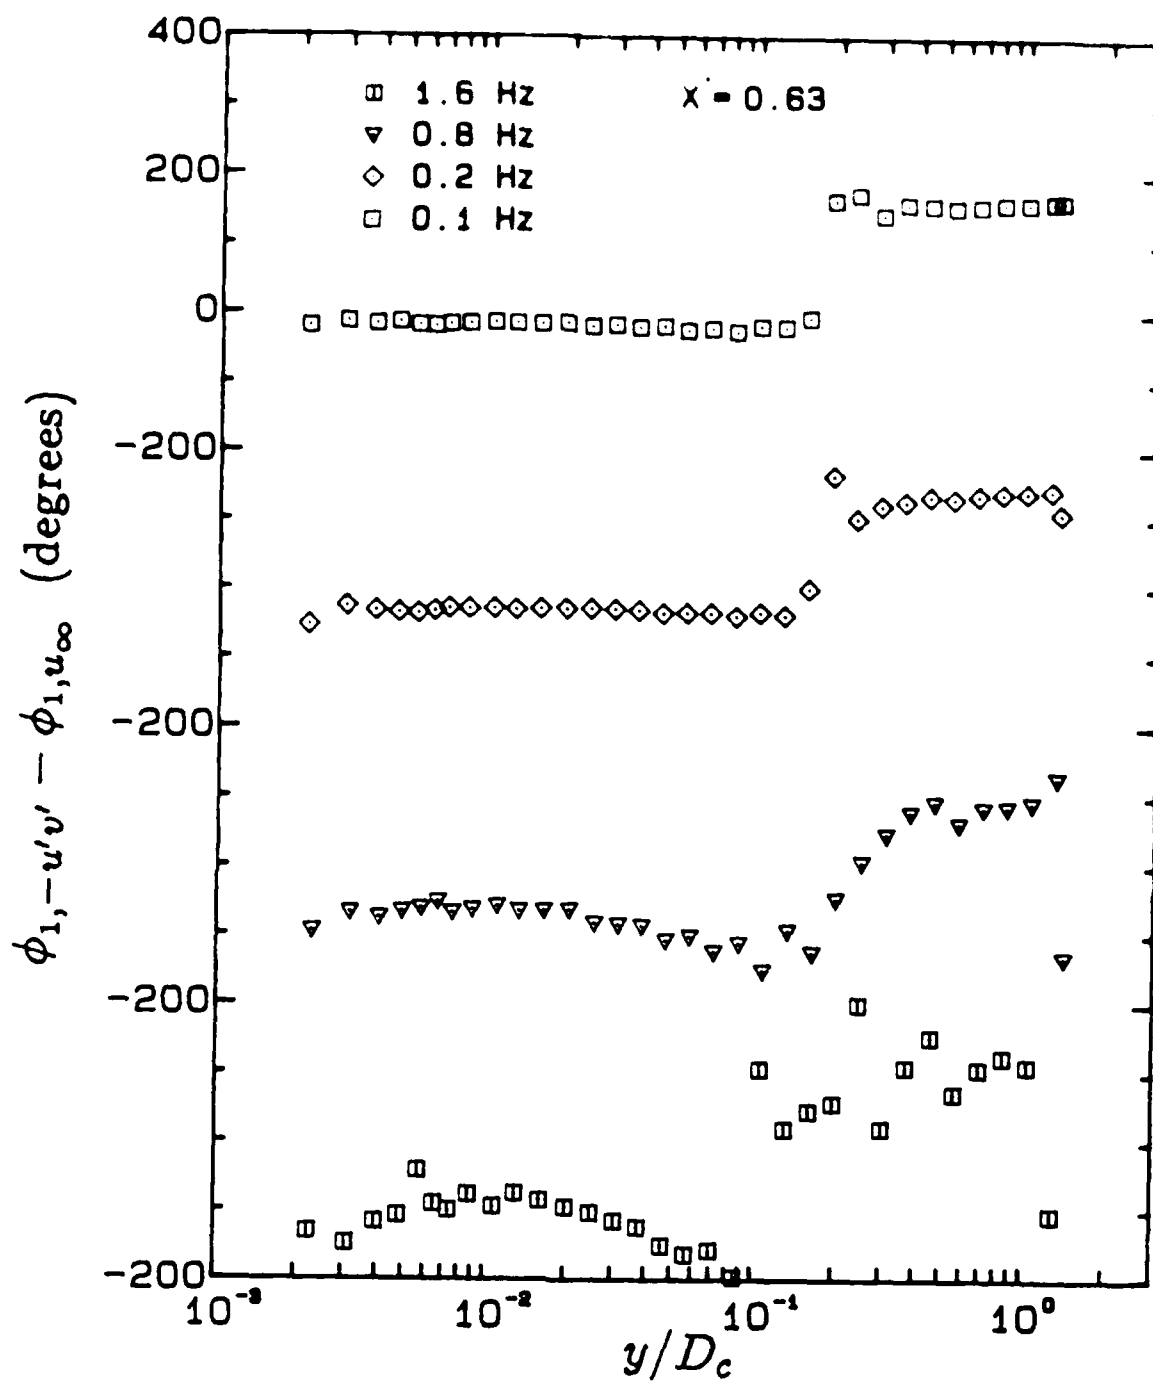 400
200
0
-200
-200
-200
-200
1.6 Hz
0.8 Hz
0.2 Hz
0.1 Hz
X = 0.63
ϕ₁,₋u'v' − ϕ₁,u∞ (degrees)
10⁻³ 10⁻² 10⁻¹ 10⁰
y/D_c